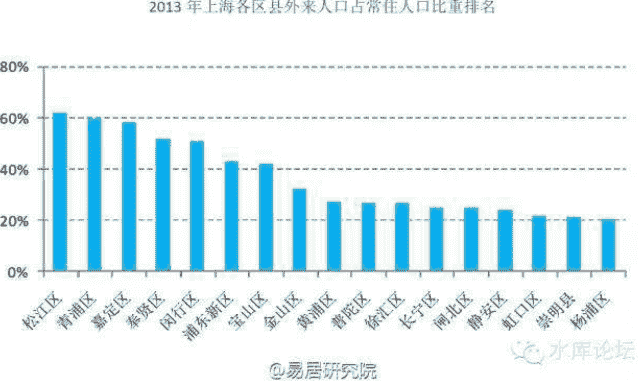 2013 年上海各区县外来人口占常住人口比重排名
80%
60%
40%
20%
0%
松江区
青浦区
嘉定区
奉贤区
闵行区
浦东新区
宝山区
金山区
黄浦区
普陀区
徐汇区
长宁区
闸北区
静安区
虹口区
崇明县
杨浦区
水库论坛
@易居研究院